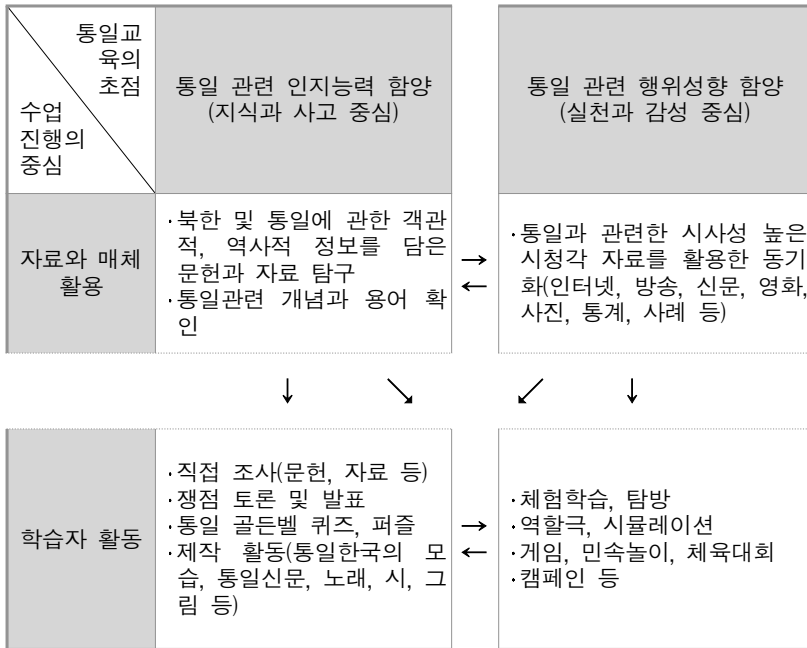 통일교
육의
초점
수업
진행의
중심
통일 관련 인지능력 함양
(지식과 사고 중심)
통일 관련 행위성향 함양
(실천과 감성 중심)
자료와 매체
활용
·북한 및 통일에 관한 객관
적, 역사적 정보를 담은
문헌과 자료 탐구
·통일관련 개념과 용어 확
인
→
←
·통일과 관련한 시사성 높은
시청각 자료를 활용한 동기
화(인터넷, 방송, 신문, 영화,
사진, 통계, 사례 등)
↓ ↘ ↙ ↓
학습자 활동
·직접 조사(문헌, 자료 등)
·쟁점 토론 및 발표
·통일 골든벨 퀴즈, 퍼즐
·제작 활동(통일한국의 모
습, 통일신문, 노래, 시, 그
림 등)
→
←
·체험학습, 탐방
·역할극, 시뮬레이션
·게임, 민속놀이, 체육대회
·캠페인 등